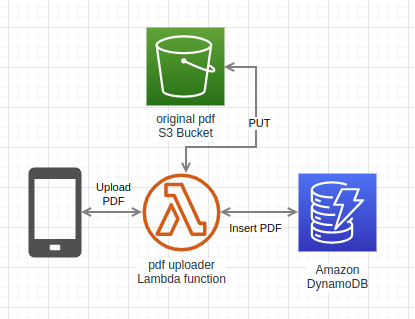 original pdf
S3 Bucket
PUT
Upload
PDF
Insert PDF
pdf uploader
Lambda function
Amazon
DynamoDB